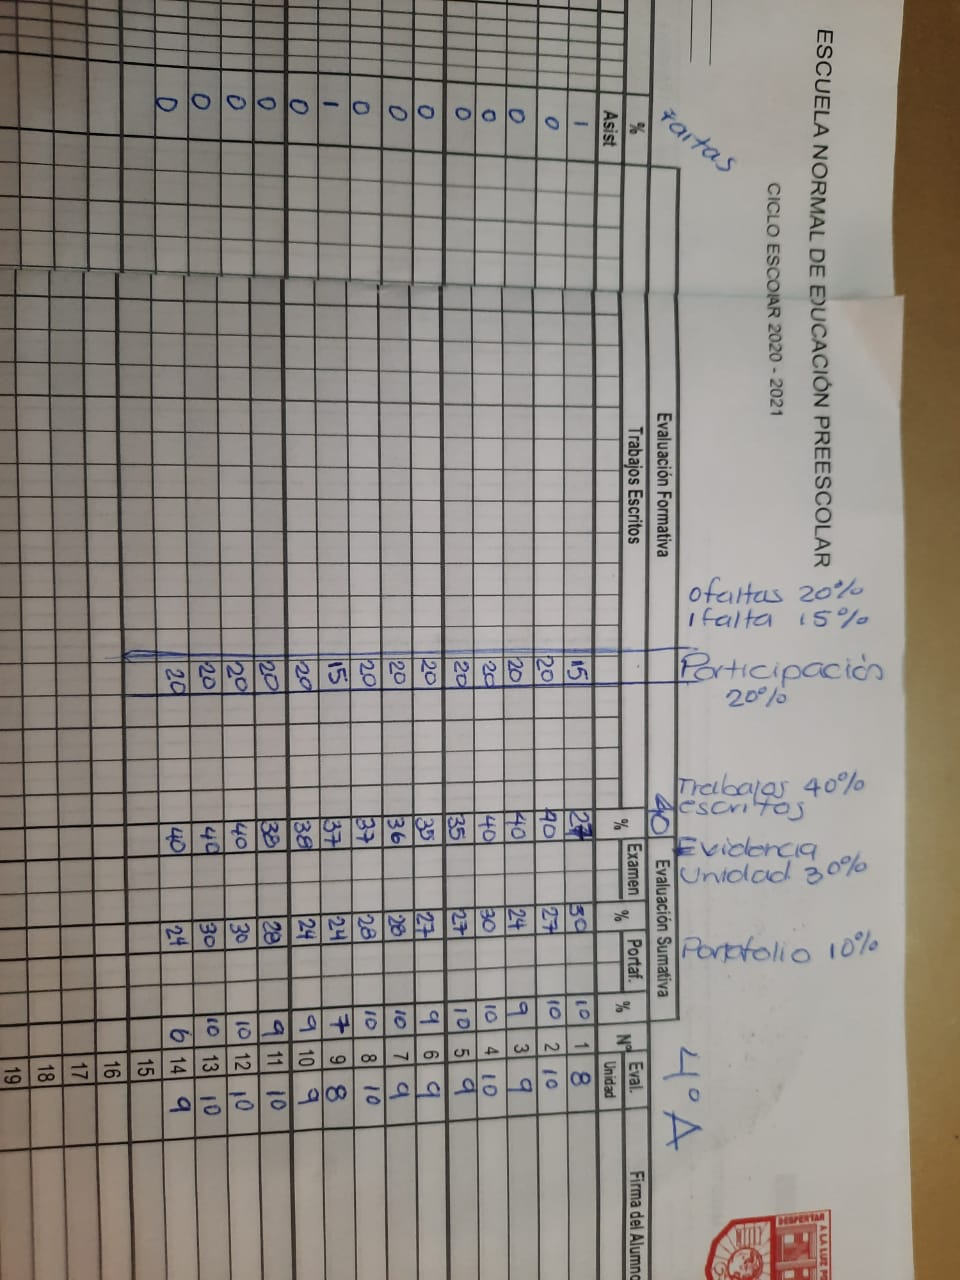 ESCUELA NORMAL DE EDUCACIÓN PREESCOLAR
CICLO ESCOLAR 2020 - 2021
faltas
0 faltas 20%
1 falta 15%
Participación
20%
Trabajos 40%
escritos
Evidencia
Unidad 30%
Portafolio 10%
4° A
DESPERTAR
A LA LUZ
Evaluación Formativa
40
Evaluación Sumativa
% Asist
Trabajos Escritos
% Examen % Portaf. % Nº Eval. Unidad Firma del Alumno
1 15 27 30 10 1 8
0 20 40 27 10 2 10
0 20 40 24 9 3 9
0 20 40 30 10 4 10
0 20 35 27 10 5 9
0 20 35 27 9 6 9
0 20 36 28 10 7 9
0 20 37 28 10 8 10
1 15 37 24 7 9 8
0 20 38 24 9 10 9
0 20 38 28 9 11 10
0 20 40 30 10 12 10
0 20 40 30 10 13 10
0 20 40 24 6 14 9
15
16
17
18
19